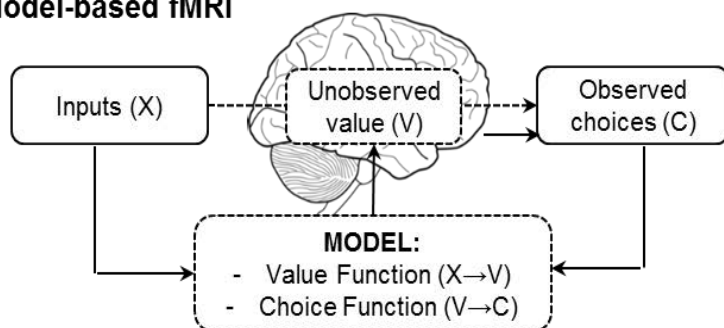 odel-based fMRI
Inputs (X)
Unobserved
value (V)
Observed
choices (C)
MODEL:
- Value Function (X→V)
- Choice Function (V→C)